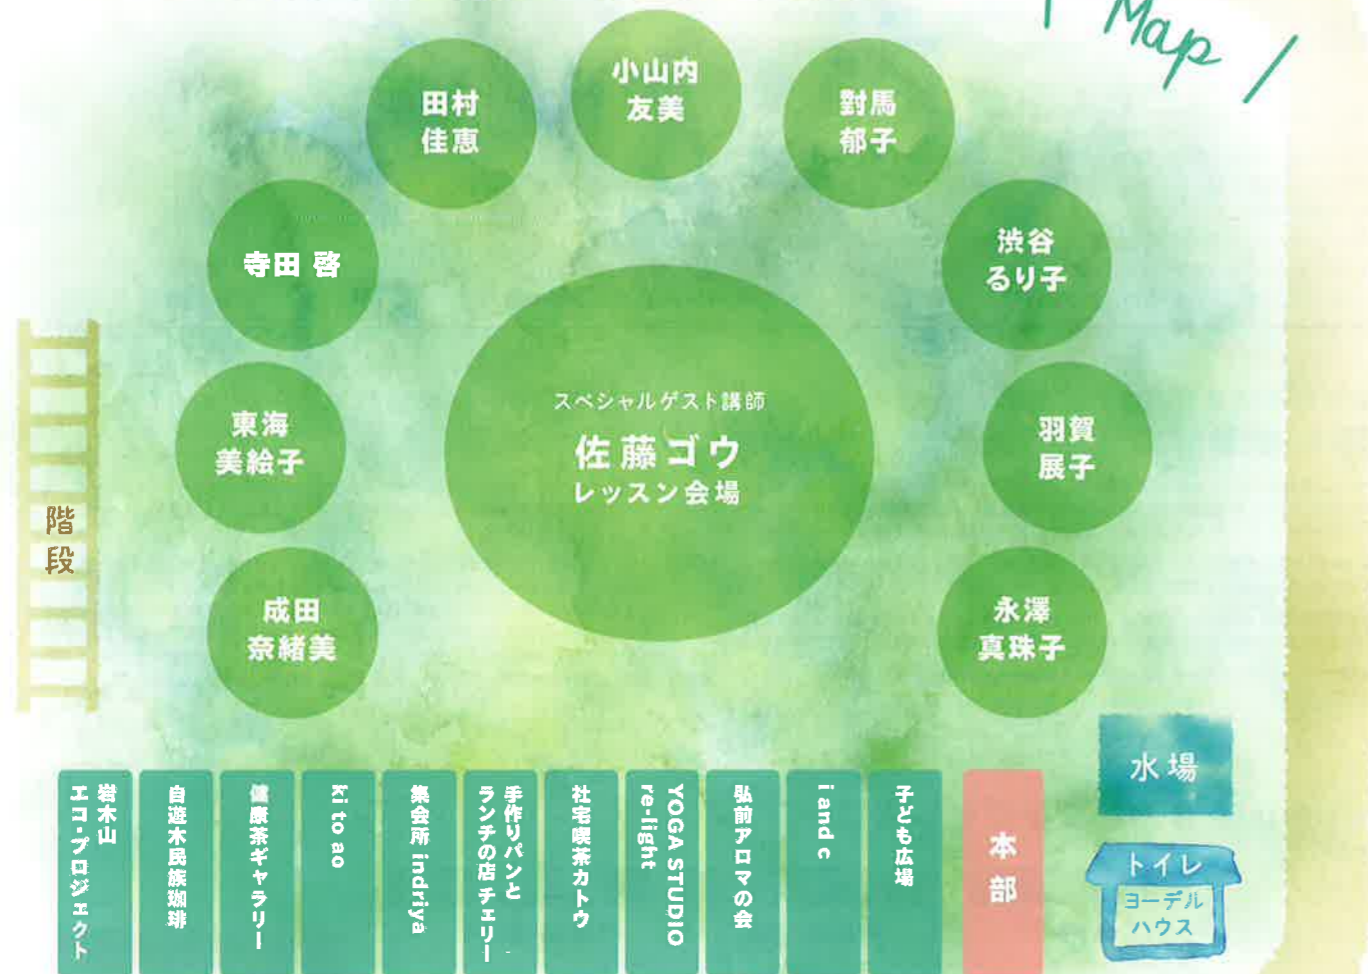 Map
小山内
友美
田村
佳恵
對馬
郁子
寺田 啓
渋谷
るり子
スペシャルゲスト講師
佐藤ゴウ
レッスン会場
東海
美絵子
羽賀
展子
階段
成田
奈緒美
永澤
真珠子
水場
トイレ
ヨーデル
ハウス
岩木山
エコ・プロジェクト
自遊木民族珈琲
健康茶ギャラリー
ki to ao
集会所 indriya
手作りパンと
ランチの店 チェリー
社宅喫茶カトウ
YOGA STUDIO
re-light
弘前アロマの会
i and c
子ども広場
本部